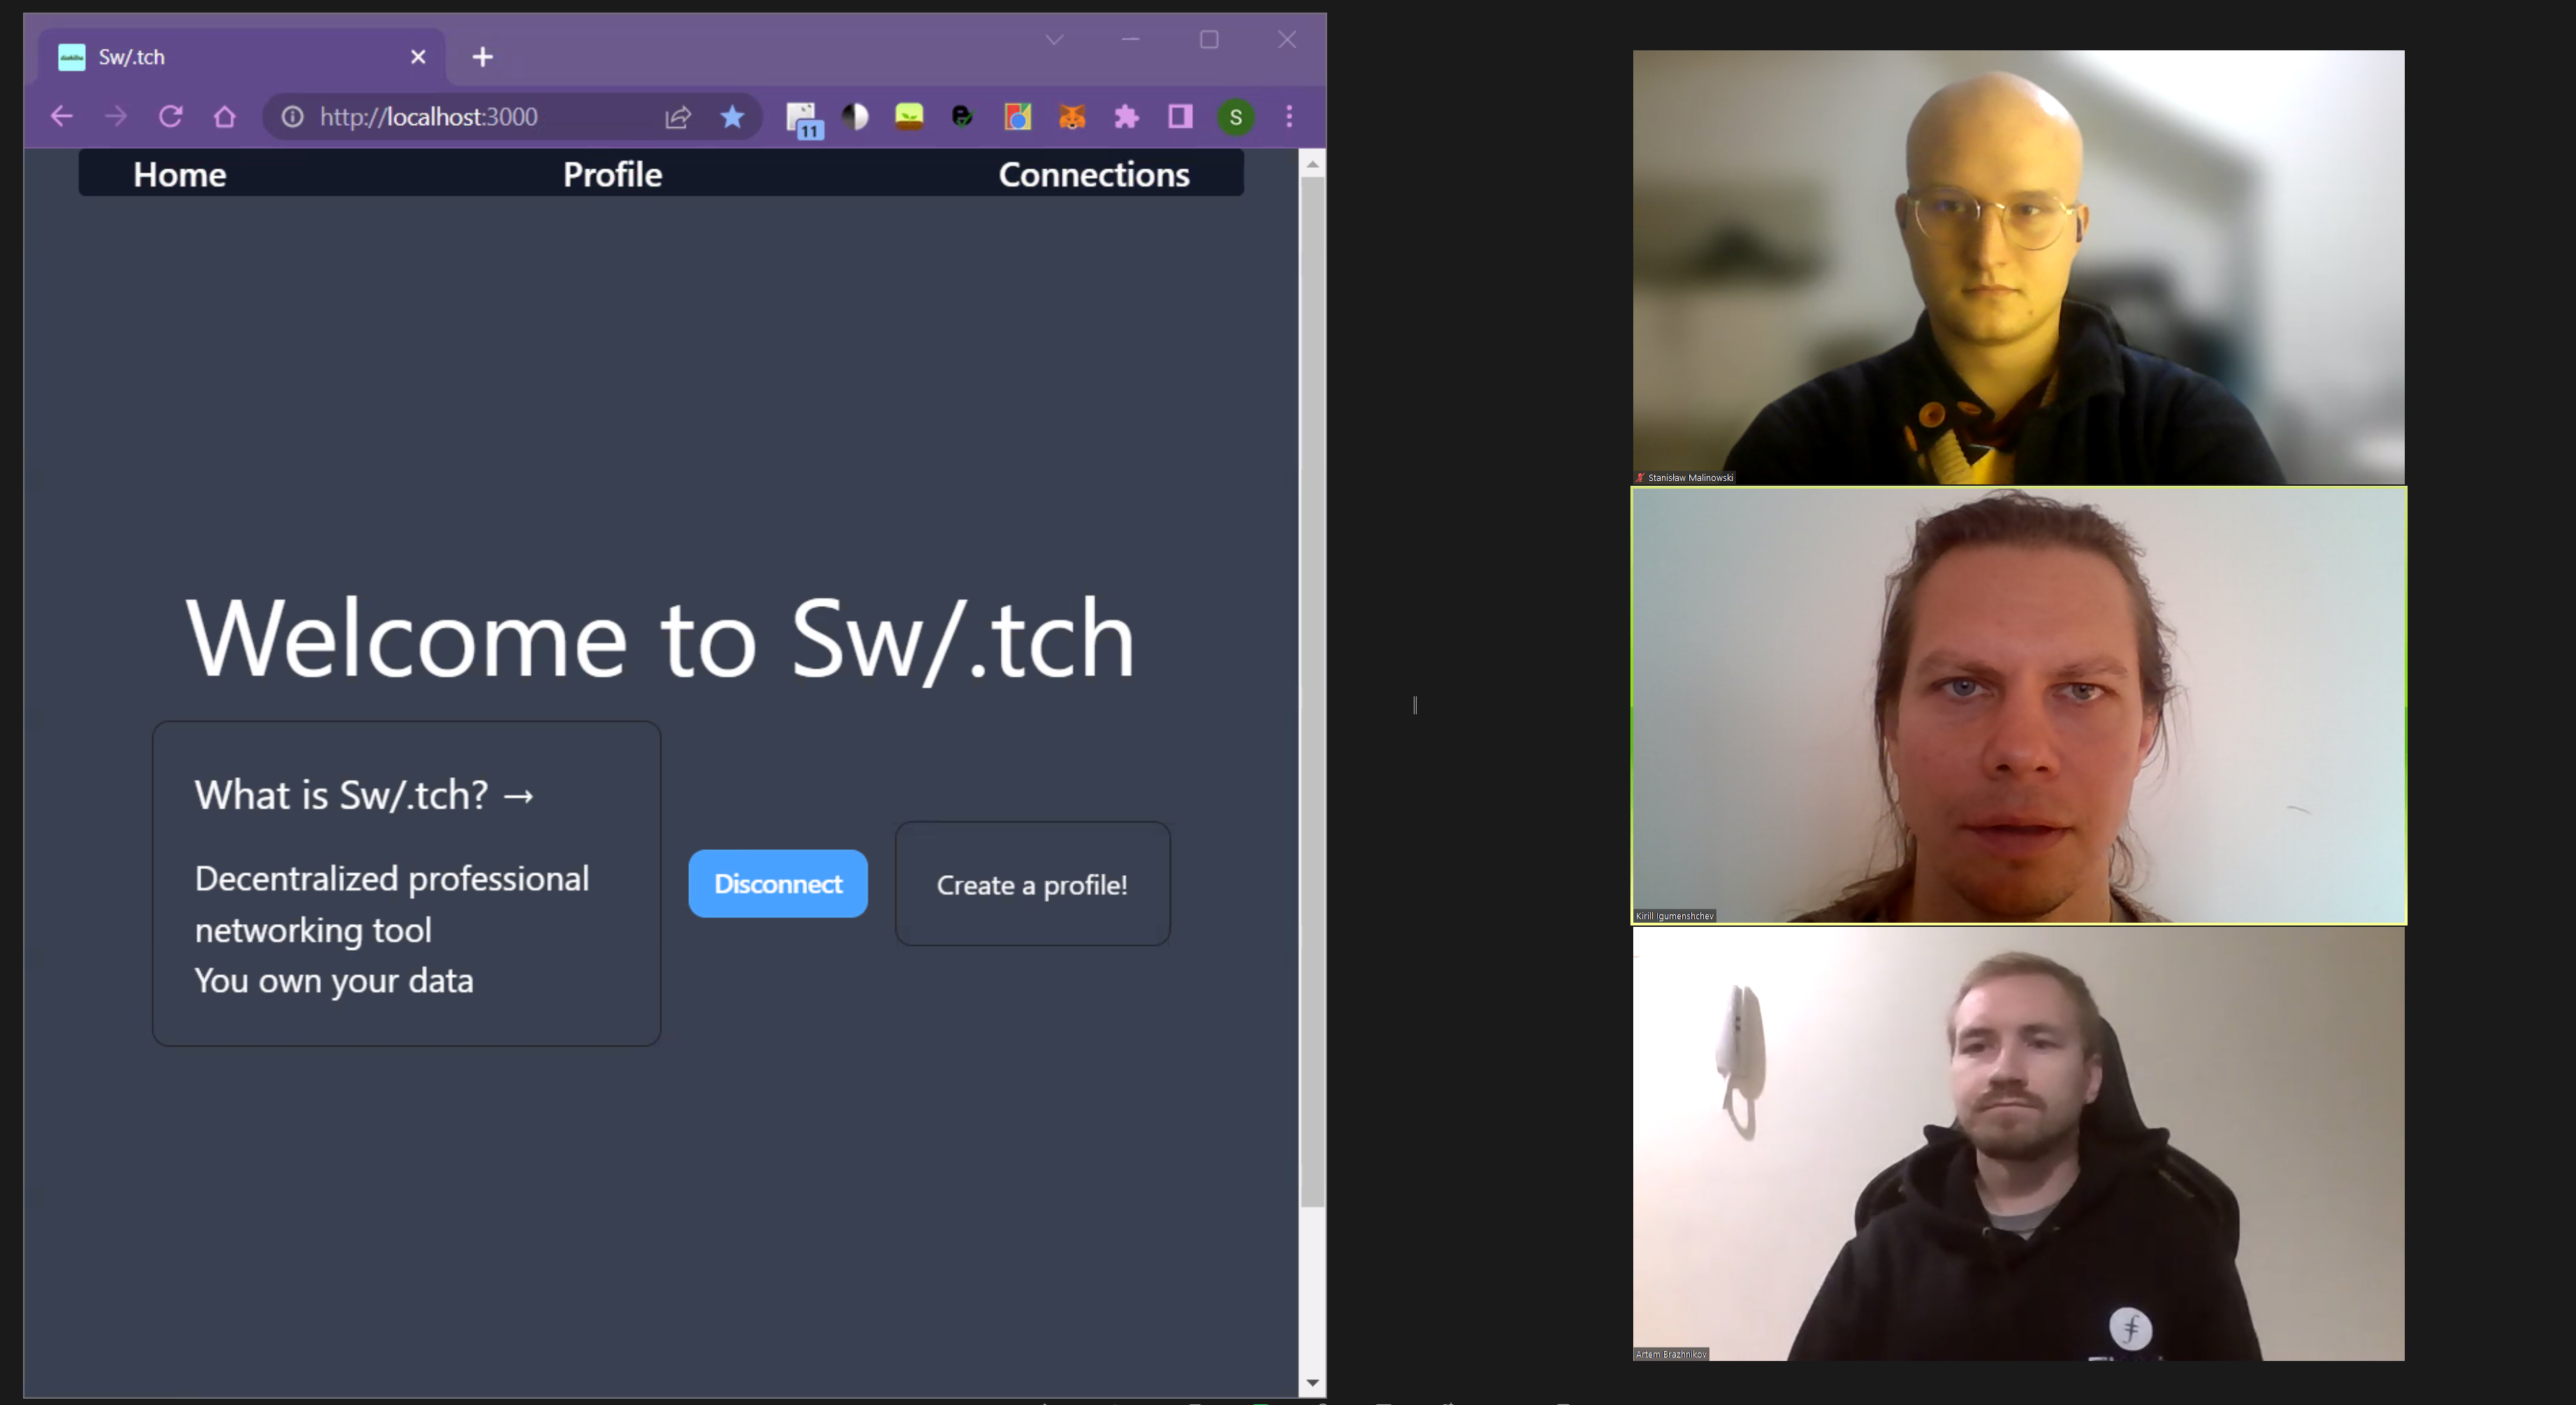 Sw/.tch
http://localhost:3000
11
S
Home Profile Connections
Welcome to Sw/.tch
What is Sw/.tch? →
Decentralized professional
networking tool
You own your data
Disconnect
Create a profile!
Stanisław Malinowski
Kirill Igumenshchev
Artem Brazhnikov